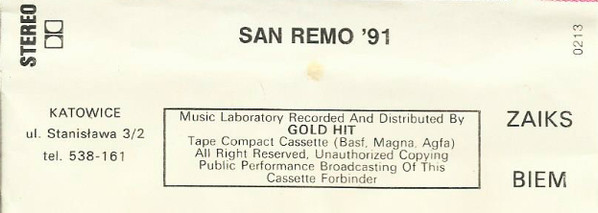 STEREO
SAN REMO '91
0213
KATOWICE
ul. Stanisława 3/2
tel. 538-161
Music Laboratory Recorded And Distributed By
GOLD HIT
Tape Compact Cassette (Basf, Magna, Agfa)
All Right Reserved, Unauthorized Copying
Public Performance Broadcasting Of This
Cassette Forbinder
ZAIKS
BIEM